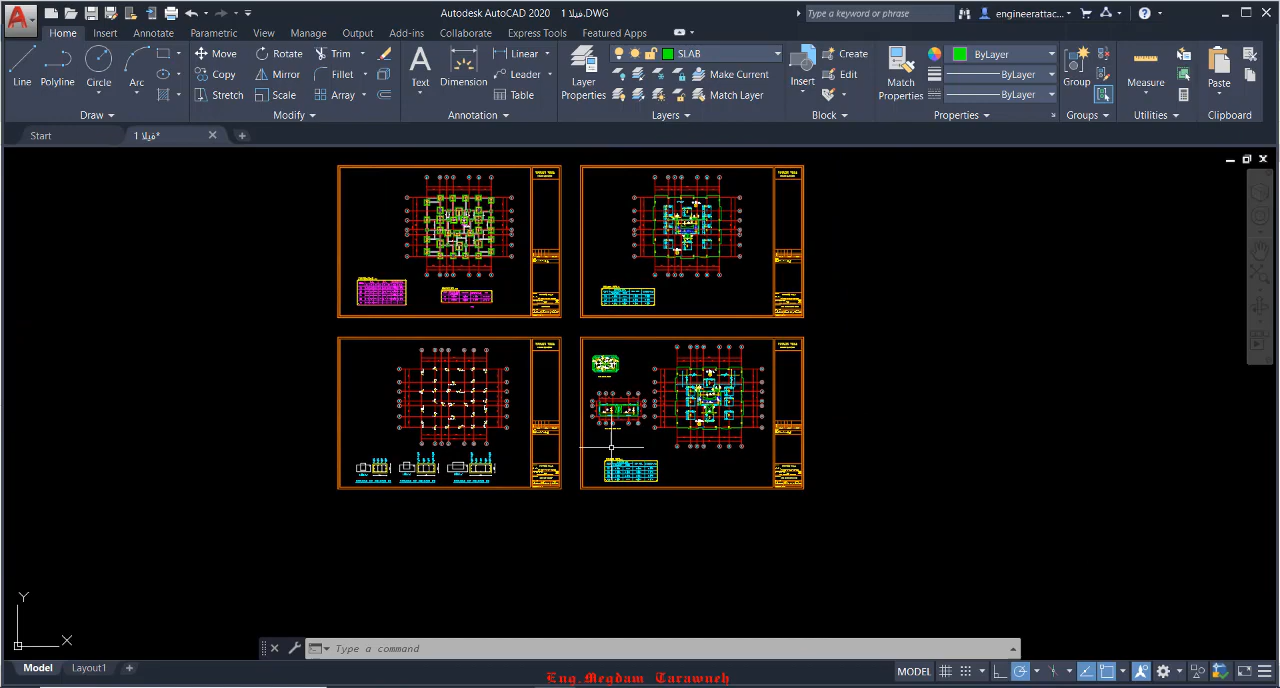 Autodesk AutoCAD 2020 فيلا 1.DWG
Type a keyword or phrase
engineerattac...
Home Insert Annotate Parametric View Manage Output Add-ins Collaborate Express Tools Featured Apps
Line Polyline Circle Arc
Move Rotate Trim
Copy Mirror Fillet
Stretch Scale Array
Text Dimension
Linear
Leader
Table
Layer Properties
SLAB
Make Current
Match Layer
Insert
Create
Edit
Match Properties
ByLayer
ByLayer
ByLayer
Group
Measure
Paste
Draw Modify Annotation Layers Block Properties Groups Utilities Clipboard
Start فيلا 1*
Y
X
Type a command
Model Layout1
MODEL
Eng.Megdam Tarawneh